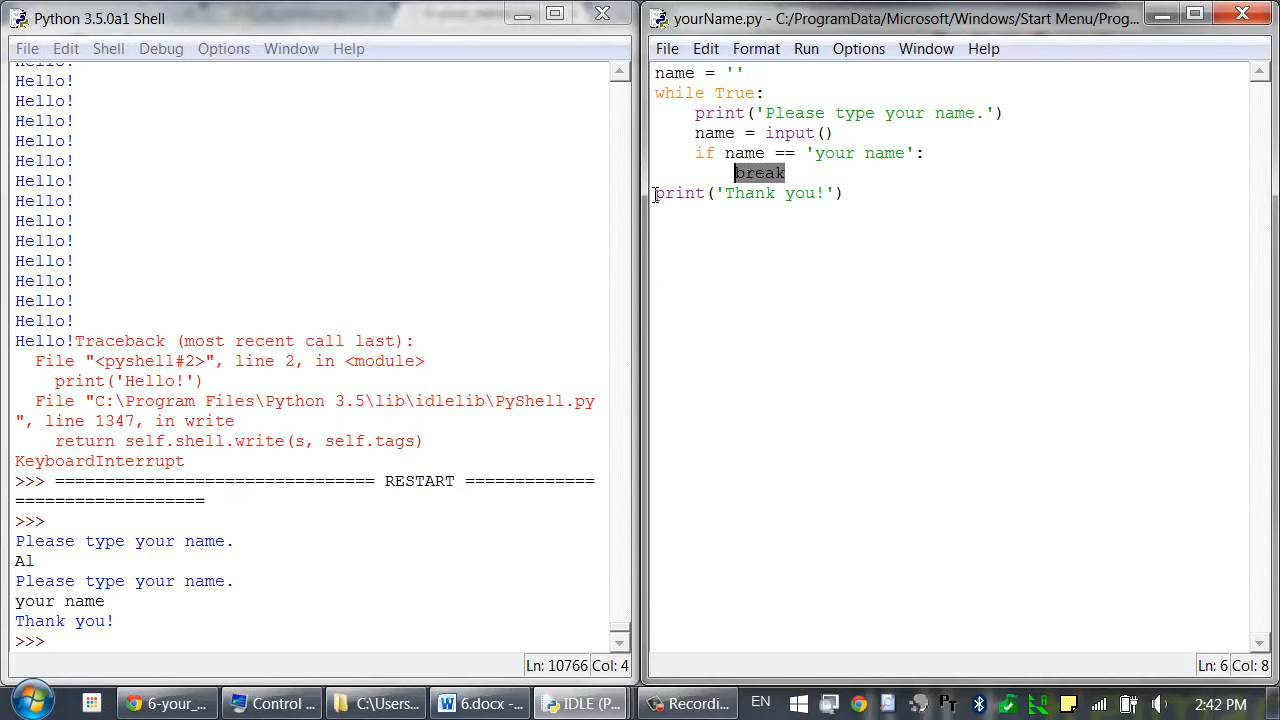 Python 3.5.0a1 Shell
File Edit Shell Debug Options Window Help
Hello!
Hello!
Hello!
Hello!
Hello!
Hello!
Hello!
Hello!
Hello!
Hello!
Hello!
Hello!
Hello!
Hello!
Hello!Traceback (most recent call last):
File "<pyshell#2>", line 2, in <module>
print('Hello!')
File "C:\Program Files\Python 3.5\lib\idlelib\PyShell.py
", line 1347, in write
return self.shell.write(s, self.tags)
KeyboardInterrupt
>>> ================================ RESTART =============
===================
>>>
Please type your name.
Al
Please type your name.
your name
Thank you!
>>>
Ln: 10766 Col: 4
yourName.py - C:/ProgramData/Microsoft/Windows/Start Menu/Prog...
File Edit Format Run Options Window Help
name = ''
while True:
    print('Please type your name.')
    name = input()
    if name == 'your name':
        break
print('Thank you!')
Ln: 6 Col: 8
6-your_... Control ... C:\Users... 6.docx -... IDLE (P... Recordi... EN 2:42 PM